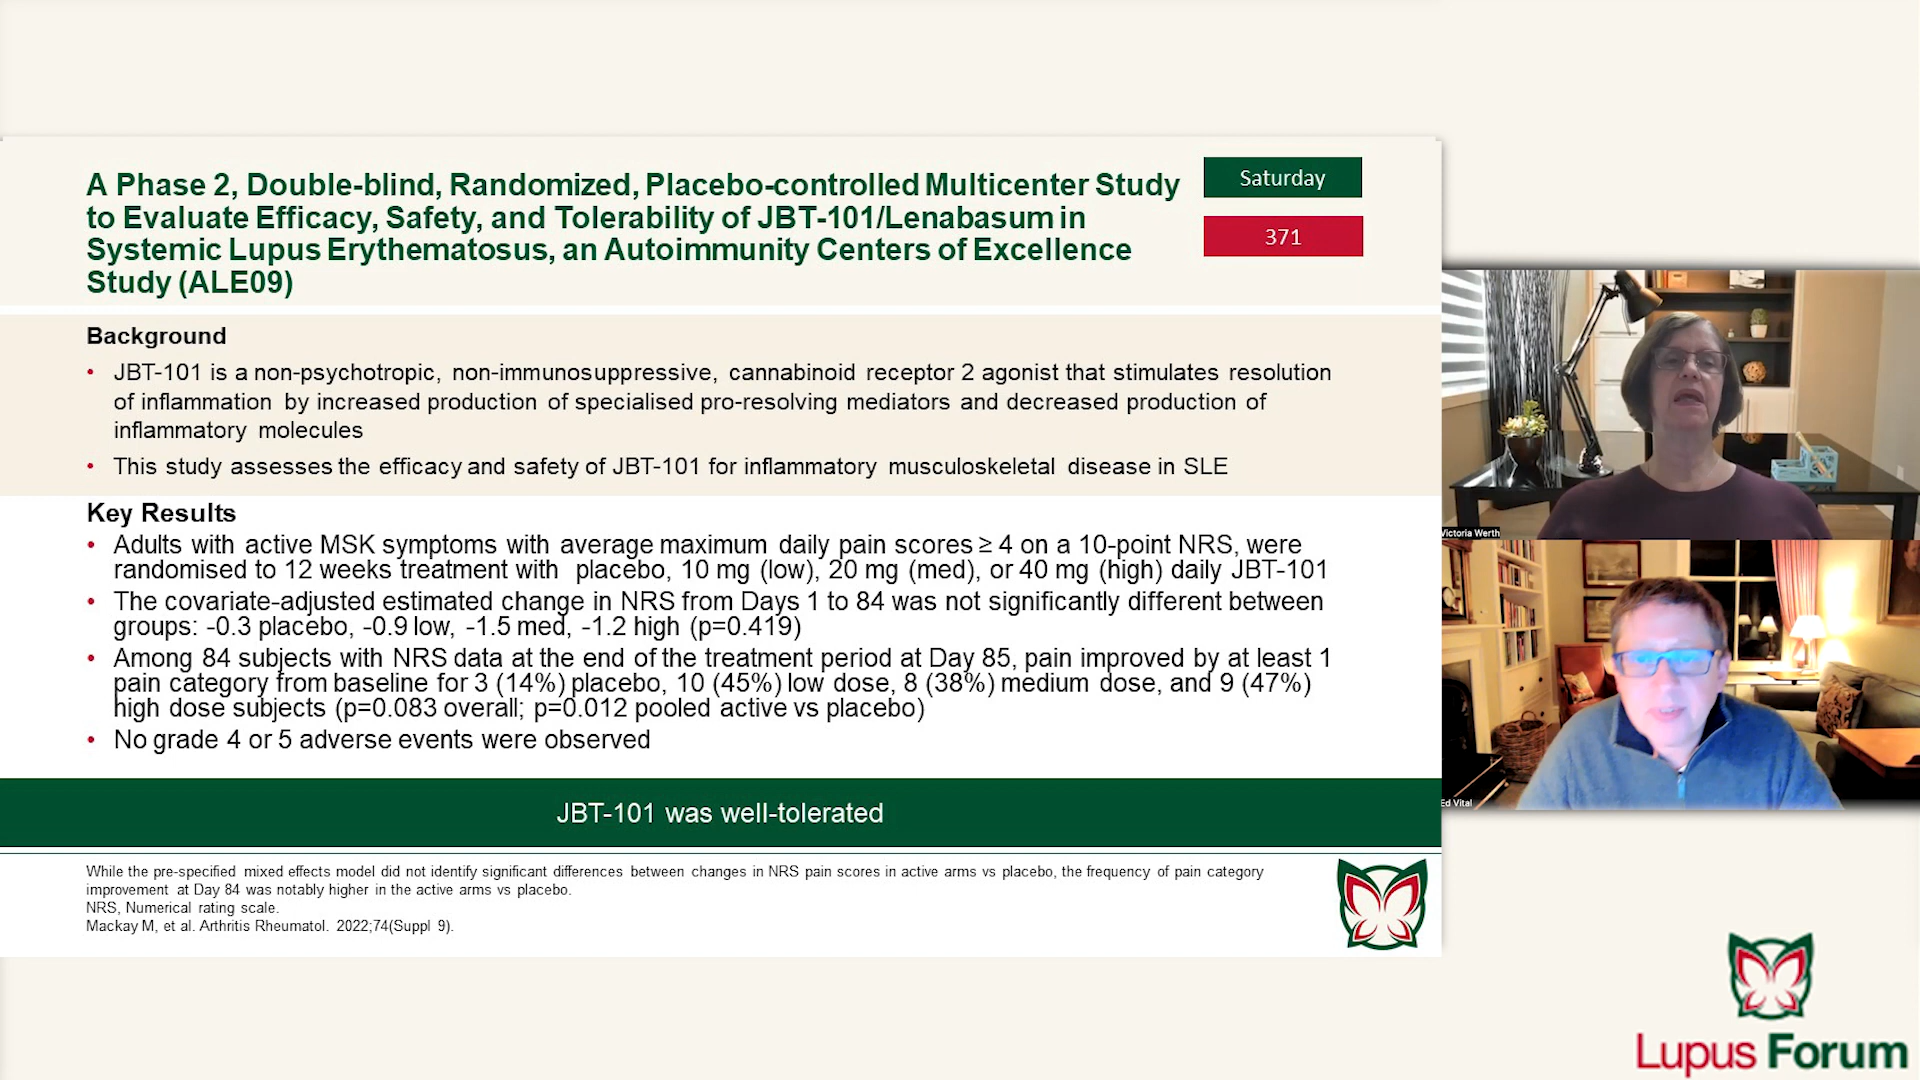 A Phase 2, Double-blind, Randomized, Placebo-controlled Multicenter Study
to Evaluate Efficacy, Safety, and Tolerability of JBT-101/Lenabasum in
Systemic Lupus Erythematosus, an Autoimmunity Centers of Excellence
Study (ALE09)
Saturday
371
Background
• JBT-101 is a non-psychotropic, non-immunosuppressive, cannabinoid receptor 2 agonist that stimulates resolution
of inflammation by increased production of specialised pro-resolving mediators and decreased production of
inflammatory molecules
• This study assesses the efficacy and safety of JBT-101 for inflammatory musculoskeletal disease in SLE
Key Results
• Adults with active MSK symptoms with average maximum daily pain scores ≥ 4 on a 10-point NRS, were
randomised to 12 weeks treatment with placebo, 10 mg (low), 20 mg (med), or 40 mg (high) daily JBT-101
• The covariate-adjusted estimated change in NRS from Days 1 to 84 was not significantly different between
groups: -0.3 placebo, -0.9 low, -1.5 med, -1.2 high (p=0.419)
• Among 84 subjects with NRS data at the end of the treatment period at Day 85, pain improved by at least 1
pain category from baseline for 3 (14%) placebo, 10 (45%) low dose, 8 (38%) medium dose, and 9 (47%)
high dose subjects (p=0.083 overall; p=0.012 pooled active vs placebo)
• No grade 4 or 5 adverse events were observed
JBT-101 was well-tolerated
While the pre-specified mixed effects model did not identify significant differences between changes in NRS pain scores in active arms vs placebo, the frequency of pain category
improvement at Day 84 was notably higher in the active arms vs placebo.
NRS, Numerical rating scale.
Mackay M, et al. Arthritis Rheumatol. 2022;74(Suppl 9).
Victoria Werth
Ed Vital
Lupus Forum